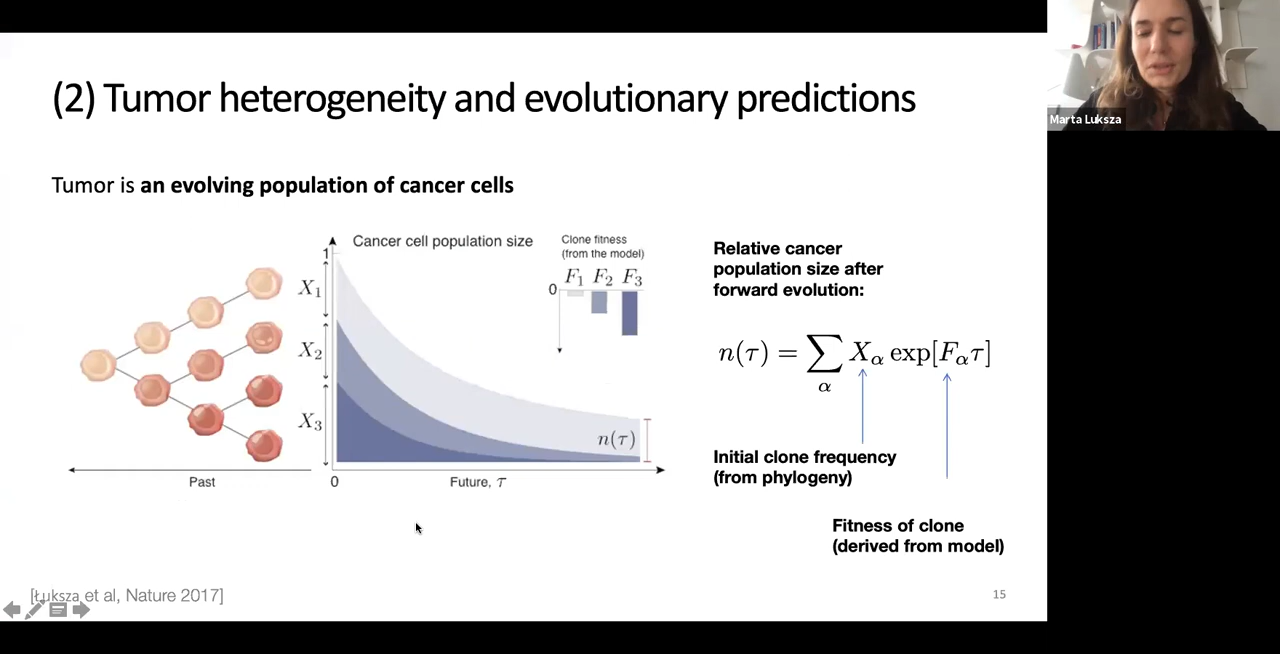 (2) Tumor heterogeneity and evolutionary predictions
Marta Luksza
Tumor is an evolving population of cancer cells
Cancer cell population size
Clone fitness
(from the model)
F₁ F₂ F₃
0
1
X₁
X₂
X₃
n(τ)
Past
0
Future, τ
Relative cancer
population size after
forward evolution:
n(τ) = ∑ Xα exp[Fατ]
α
Initial clone frequency
(from phylogeny)
Fitness of clone
(derived from model)
[Łuksza et al, Nature 2017]
15